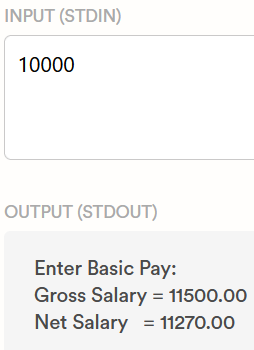 INPUT (STDIN)
10000
OUTPUT (STDOUT)
Enter Basic Pay:
Gross Salary = 11500.00
Net Salary   = 11270.00